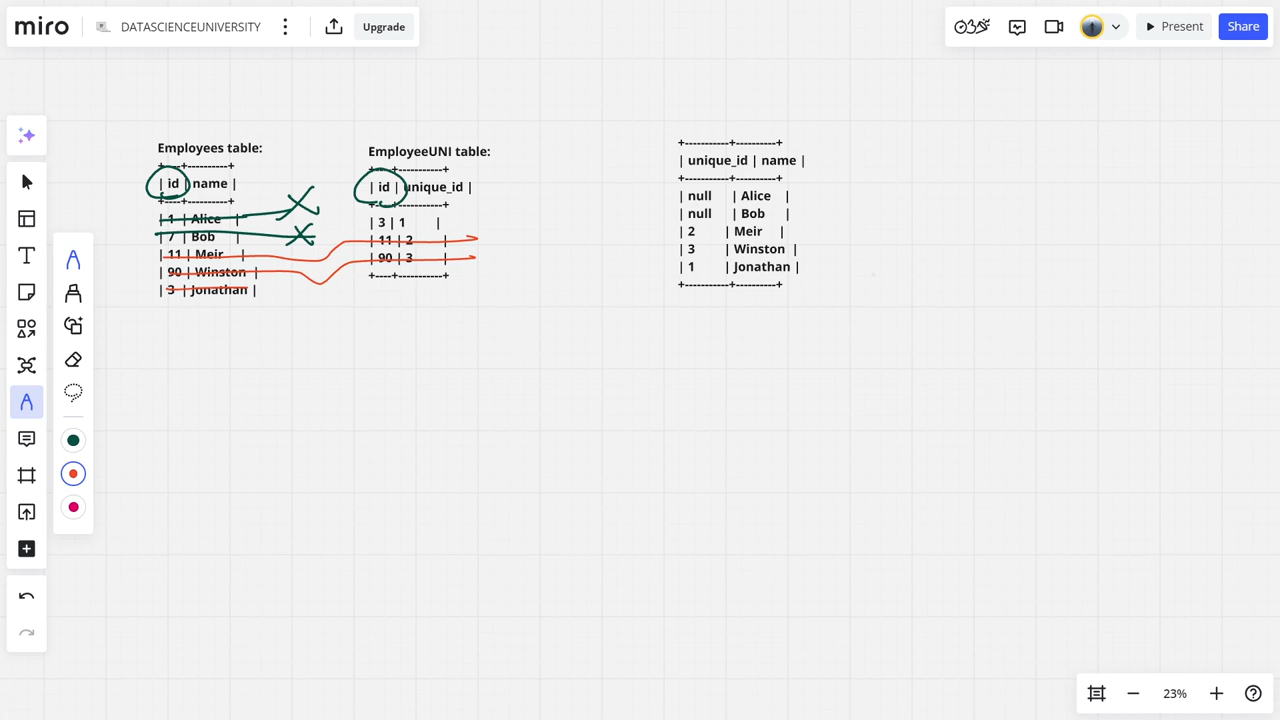 miro
DATASCIENCEUNIVERSITY
Upgrade
Present
Share
Employees table:
+----+----------+
| id | name |
+----+----------+
| 1 | Alice |
| 7 | Bob |
| 11 | Meir |
| 90 | Winston |
| 3 | Jonathan |
EmployeeUNI table:
+----+-----------+
| id | unique_id |
+----+-----------+
| 3 | 1 |
| 11 | 2 |
| 90 | 3 |
+----+-----------+
+-----------+----------+
| unique_id | name |
+-----------+----------+
| null | Alice |
| null | Bob |
| 2 | Meir |
| 3 | Winston |
| 1 | Jonathan |
+-----------+----------+
23%